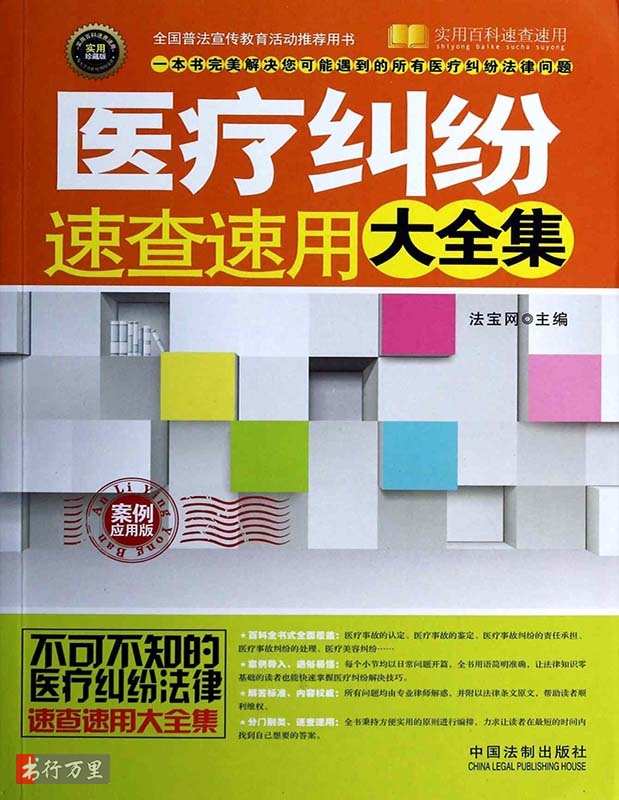 实用百科速查速用
实用
珍藏版
全国普法宣传教育活动推荐用书
实用百科速查速用
shiyong baike sucha suyong
一本书完美解决您可能遇到的所有医疗纠纷法律问题
医疗纠纷
速查速用大全集
法宝网◎主编
An Li Ying Yong Ban
案例
应用版
不可不知的
医疗纠纷法律
速查速用大全集
★百科全书式全面覆盖：医疗事故的认定、医疗事故的鉴定、医疗事故纠纷的责任承担、
医疗事故纠纷的处理、医疗美容纠纷……
★案例导入、通俗易懂：每个小节均以日常问题开篇，全书用语简明准确，让法律知识零
基础的读者也能快速掌握医疗纠纷解决技巧。
★解答标准、内容权威：所有问题均由专业律师解惑，并附以法律条文原文，帮助读者顺
利维权。
★分门别类、速查速用：全书秉持方便实用的原则进行编排，力求让读者在最短的时间内
找到自己想要的答案。
中国法制出版社
CHINA LEGAL PUBLISHING HOUSE
书行万里